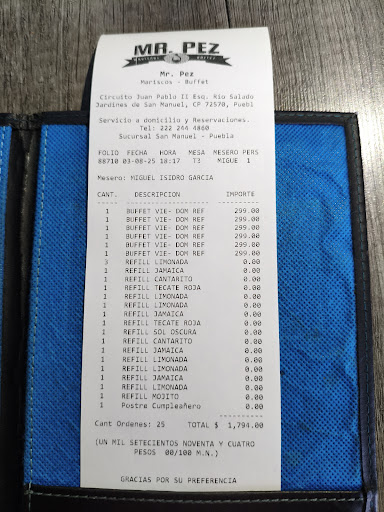 MR. PEZ
MARISCOS BUFFET
Mr. Pez
Mariscos - Buffet
Circuito Juan Pablo II Esq. Rio Salado
Jardines de San Manuel, CP 72570, Puebl
Servicio a domicilio y Reservaciones.
Tel: 222 244 4860
Sucursal San Manuel - Puebla
FOLIO FECHA HORA MESA MESERO PERS
88710 03-08-25 18:17 T3 MIGUE 1
Mesero: MIGUEL ISIDRO GARCIA
CANT. DESCRIPCION IMPORTE
1 BUFFET VIE- DOM REF 299.00
1 BUFFET VIE- DOM REF 299.00
1 BUFFET VIE- DOM REF 299.00
1 BUFFET VIE- DOM REF 299.00
1 BUFFET VIE- DOM REF 299.00
1 BUFFET VIE- DOM REF 299.00
3 REFILL LIMONADA 0.00
1 REFILL JAMAICA 0.00
1 REFILL CANTARITO 0.00
1 REFILL TECATE ROJA 0.00
1 REFILL LIMONADA 0.00
1 REFILL LIMONADA 0.00
1 REFILL JAMAICA 0.00
1 REFILL TECATE ROJA 0.00
1 REFILL SOL OSCURA 0.00
1 REFILL CANTARITO 0.00
1 REFILL JAMAICA 0.00
1 REFILL LIMONADA 0.00
1 REFILL LIMONADA 0.00
1 REFILL JAMAICA 0.00
1 REFILL LIMONADA 0.00
1 REFILL MOJITO 0.00
1 Postre Cumpleañero 0.00
Cant Ordenes: 25 TOTAL $ 1,794.00
(UN MIL SETECIENTOS NOVENTA Y CUATRO
PESOS 00/100 M.N.)
GRACIAS POR SU PREFERENCIA